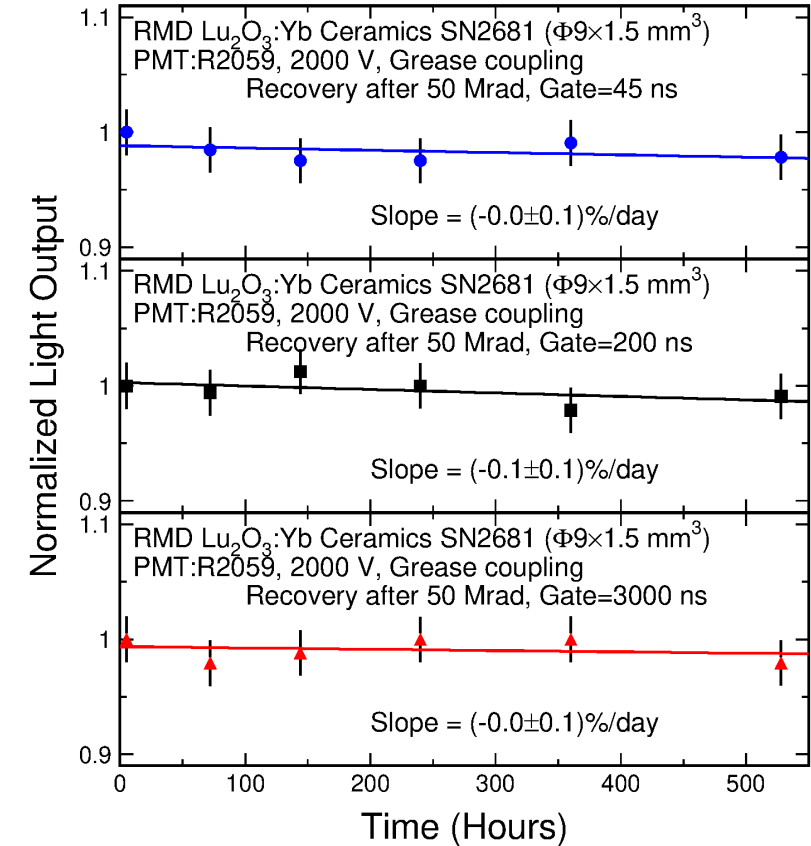 1.1
RMD Lu₂O₃:Yb Ceramics SN2681 (Φ9×1.5 mm³)
PMT:R2059, 2000 V, Grease coupling
Recovery after 50 Mrad, Gate=45 ns
1
Slope = (-0.0±0.1)%/day
0.9
1.1
RMD Lu₂O₃:Yb Ceramics SN2681 (Φ9×1.5 mm³)
PMT:R2059, 2000 V, Grease coupling
Recovery after 50 Mrad, Gate=200 ns
1
Slope = (-0.1±0.1)%/day
0.9
1.1
RMD Lu₂O₃:Yb Ceramics SN2681 (Φ9×1.5 mm³)
PMT:R2059, 2000 V, Grease coupling
Recovery after 50 Mrad, Gate=3000 ns
1
Slope = (-0.0±0.1)%/day
0.9
Normalized Light Output
0 100 200 300 400 500
Time (Hours)